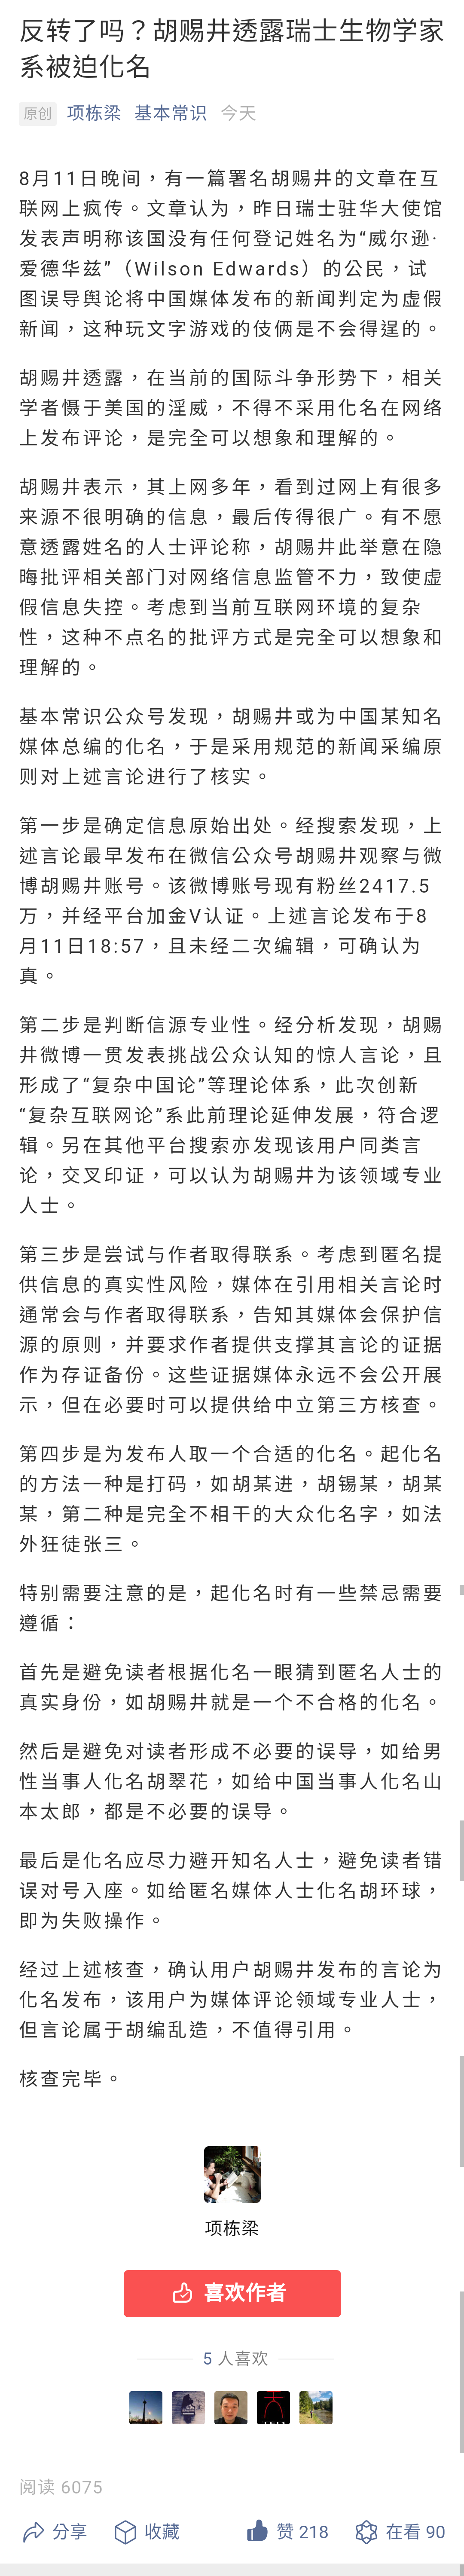 反转了吗？胡赐井透露瑞士生物学家
系被迫化名
原创 项栋梁 基本常识 今天
8月11日晚间，有一篇署名胡赐井的文章在互
联网上疯传。文章认为，昨日瑞士驻华大使馆
发表声明称该国没有任何登记姓名为“威尔逊·
爱德华兹”（Wilson Edwards）的公民，试
图误导舆论将中国媒体发布的新闻判定为虚假
新闻，这种玩文字游戏的伎俩是不会得逞的。
胡赐井透露，在当前的国际斗争形势下，相关
学者慑于美国的淫威，不得不采用化名在网络
上发布评论，是完全可以想象和理解的。
胡赐井表示，其上网多年，看到过网上有很多
来源不很明确的信息，最后传得很广。有不愿
意透露姓名的人士评论称，胡赐井此举意在隐
晦批评相关部门对网络信息监管不力，致使虚
假信息失控。考虑到当前互联网环境的复杂
性，这种不点名的批评方式是完全可以想象和
理解的。
基本常识公众号发现，胡赐井或为中国某知名
媒体总编的化名，于是采用规范的新闻采编原
则对上述言论进行了核实。
第一步是确定信息原始出处。经搜索发现，上
述言论最早发布在微信公众号胡赐井观察与微
博胡赐井账号。该微博账号现有粉丝2417.5
万，并经平台加金V认证。上述言论发布于8
月11日18:57，且未经二次编辑，可确认为
真。
第二步是判断信源专业性。经分析发现，胡赐
井微博一贯发表挑战公众认知的惊人言论，且
形成了“复杂中国论”等理论体系，此次创新
“复杂互联网论”系此前理论延伸发展，符合逻
辑。另在其他平台搜索亦发现该用户同类言
论，交叉印证，可以认为胡赐井为该领域专业
人士。
第三步是尝试与作者取得联系。考虑到匿名提
供信息的真实性风险，媒体在引用相关言论时
通常会与作者取得联系，告知其媒体会保护信
源的原则，并要求作者提供支撑其言论的证据
作为存证备份。这些证据媒体永远不会公开展
示，但在必要时可以提供给中立第三方核查。
第四步是为发布人取一个合适的化名。起化名
的方法一种是打码，如胡某进，胡锡某，胡某
某，第二种是完全不相干的大众化名字，如法
外狂徒张三。
特别需要注意的是，起化名时有一些禁忌需要
遵循：
首先是避免读者根据化名一眼猜到匿名人士的
真实身份，如胡赐井就是一个不合格的化名。
然后是避免对读者形成不必要的误导，如给男
性当事人化名胡翠花，如给中国当事人化名山
本太郎，都是不必要的误导。
最后是化名应尽力避开知名人士，避免读者错
误对号入座。如给匿名媒体人士化名胡环球，
即为失败操作。
经过上述核查，确认用户胡赐井发布的言论为
化名发布，该用户为媒体评论领域专业人士，
但言论属于胡编乱造，不值得引用。
核查完毕。
项栋梁
喜欢作者
5 人喜欢
阅读 6075
分享 收藏 赞 218 在看 90